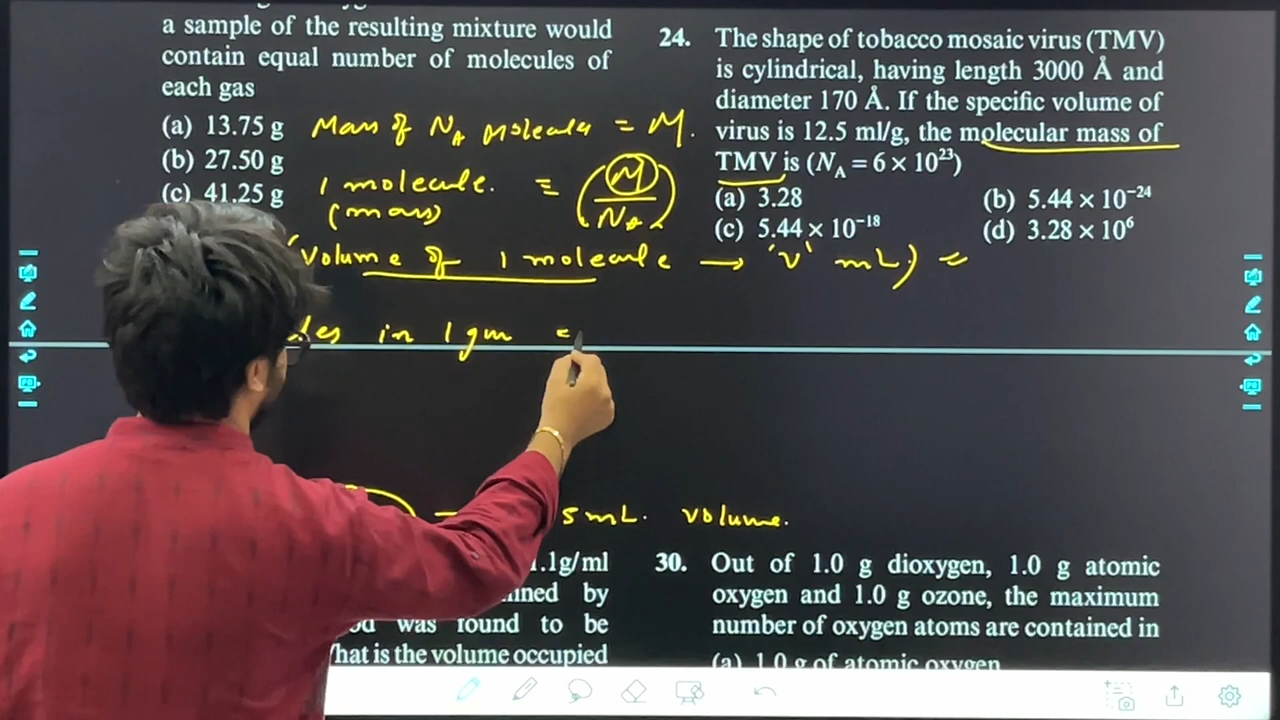 a sample of the resulting mixture would
contain equal number of molecules of
each gas
(a) 13.75 g
(b) 27.50 g
(c) 41.25 g
Mass of N_A molecules = M.
1 molecule. = (M/N_A)
(mass)
(Volume of 1 molecule → 'v' mL) =
in 1 gm =
5 mL. volume.
1.1g/ml
by
was found to be
What is the volume occupied
24. The shape of tobacco mosaic virus (TMV)
is cylindrical, having length 3000 Å and
diameter 170 Å. If the specific volume of
virus is 12.5 ml/g, the molecular mass of
TMV is (N_A = 6 × 10²³)
(a) 3.28 (b) 5.44 × 10⁻²⁴
(c) 5.44 × 10⁻¹⁸ (d) 3.28 × 10⁶
30. Out of 1.0 g dioxygen, 1.0 g atomic
oxygen and 1.0 g ozone, the maximum
number of oxygen atoms are contained in
(a) 1.0 g of atomic oxygen